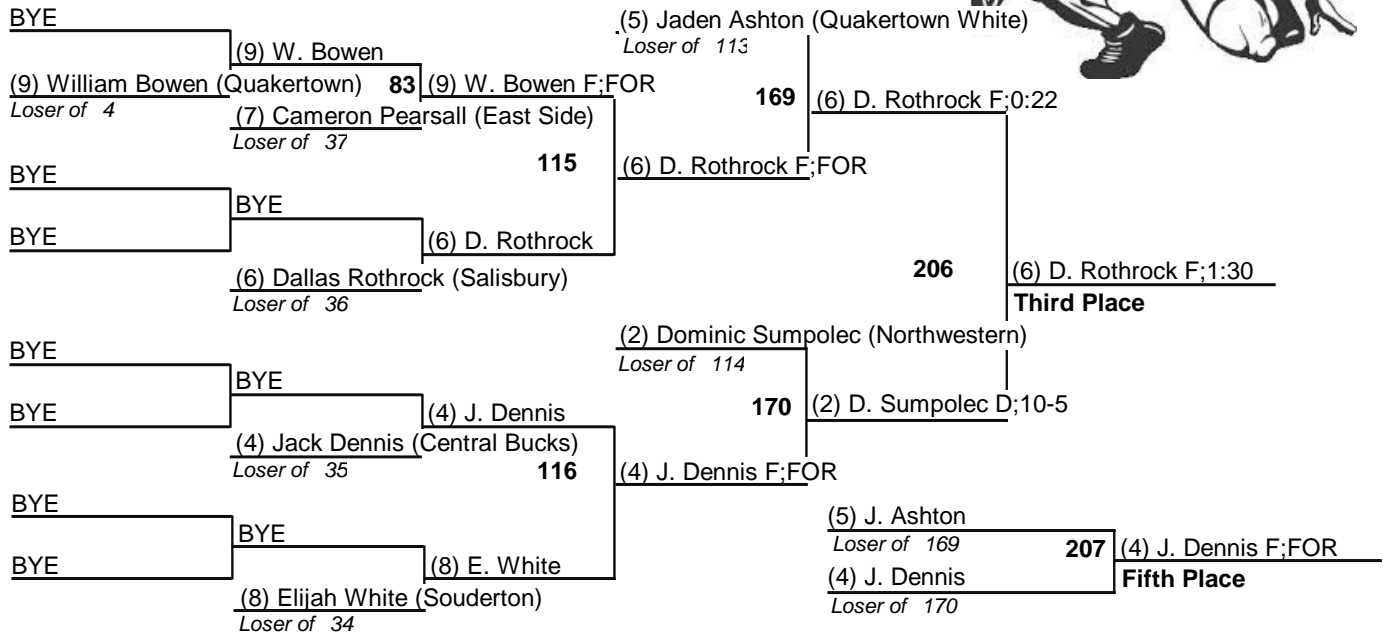 BYE
(9) W. Bowen
(9) William Bowen (Quakertown)
Loser of 4
83
(9) W. Bowen F;FOR
(7) Cameron Pearsall (East Side)
Loser of 37
115
BYE
BYE
BYE
(6) D. Rothrock
(6) Dallas Rothrock (Salisbury)
Loser of 36
(5) Jaden Ashton (Quakertown White)
Loser of 113
169
(6) D. Rothrock F;0:22
(6) D. Rothrock F;FOR
206
(6) D. Rothrock F;1:30
Third Place
BYE
BYE
BYE
(4) J. Dennis
(4) Jack Dennis (Central Bucks)
Loser of 35
116
(4) J. Dennis F;FOR
BYE
BYE
BYE
(8) E. White
(8) Elijah White (Souderton)
Loser of 34
(2) Dominic Sumpolec (Northwestern)
Loser of 114
170
(2) D. Sumpolec D;10-5
(5) J. Ashton
Loser of 169
207
(4) J. Dennis F;FOR
(4) J. Dennis
Fifth Place
Loser of 170